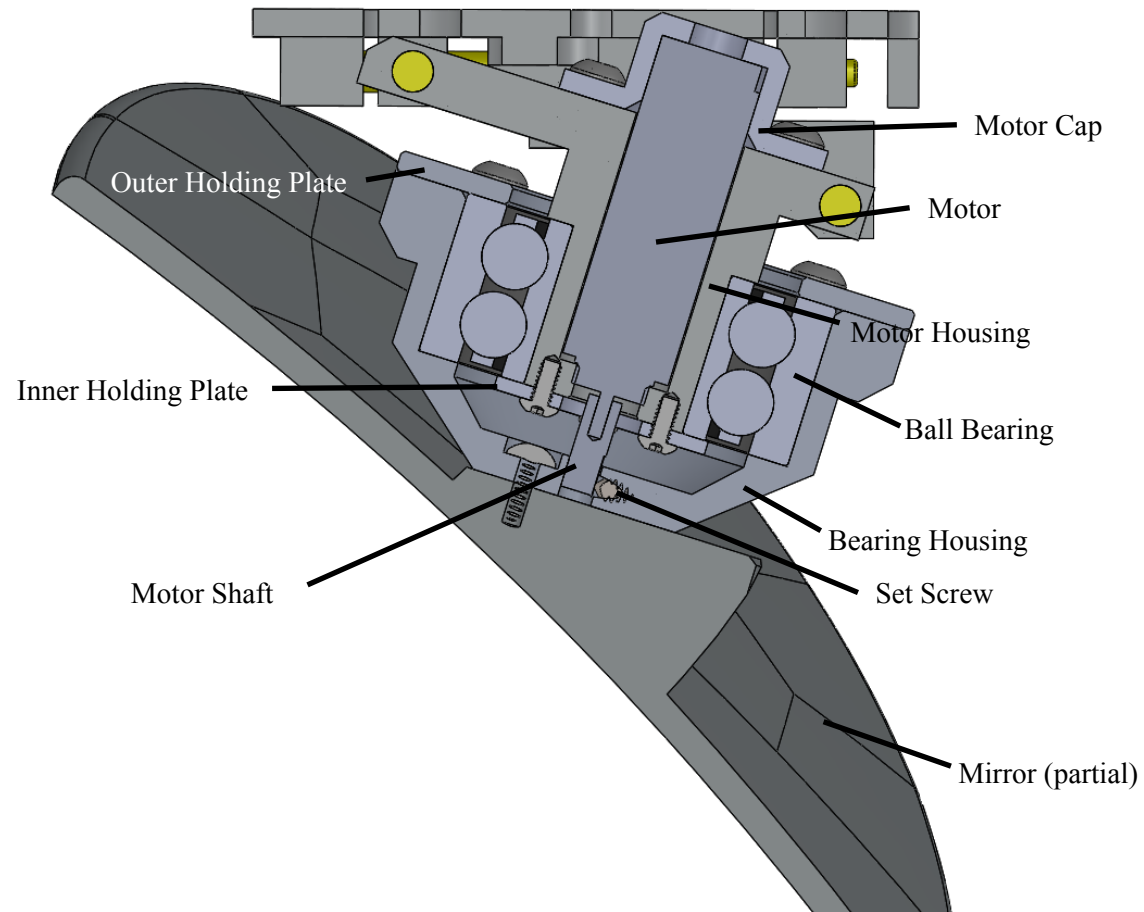 Motor Cap
Outer Holding Plate
Motor
Motor Housing
Inner Holding Plate
Ball Bearing
Bearing Housing
Motor Shaft
Set Screw
Mirror (partial)